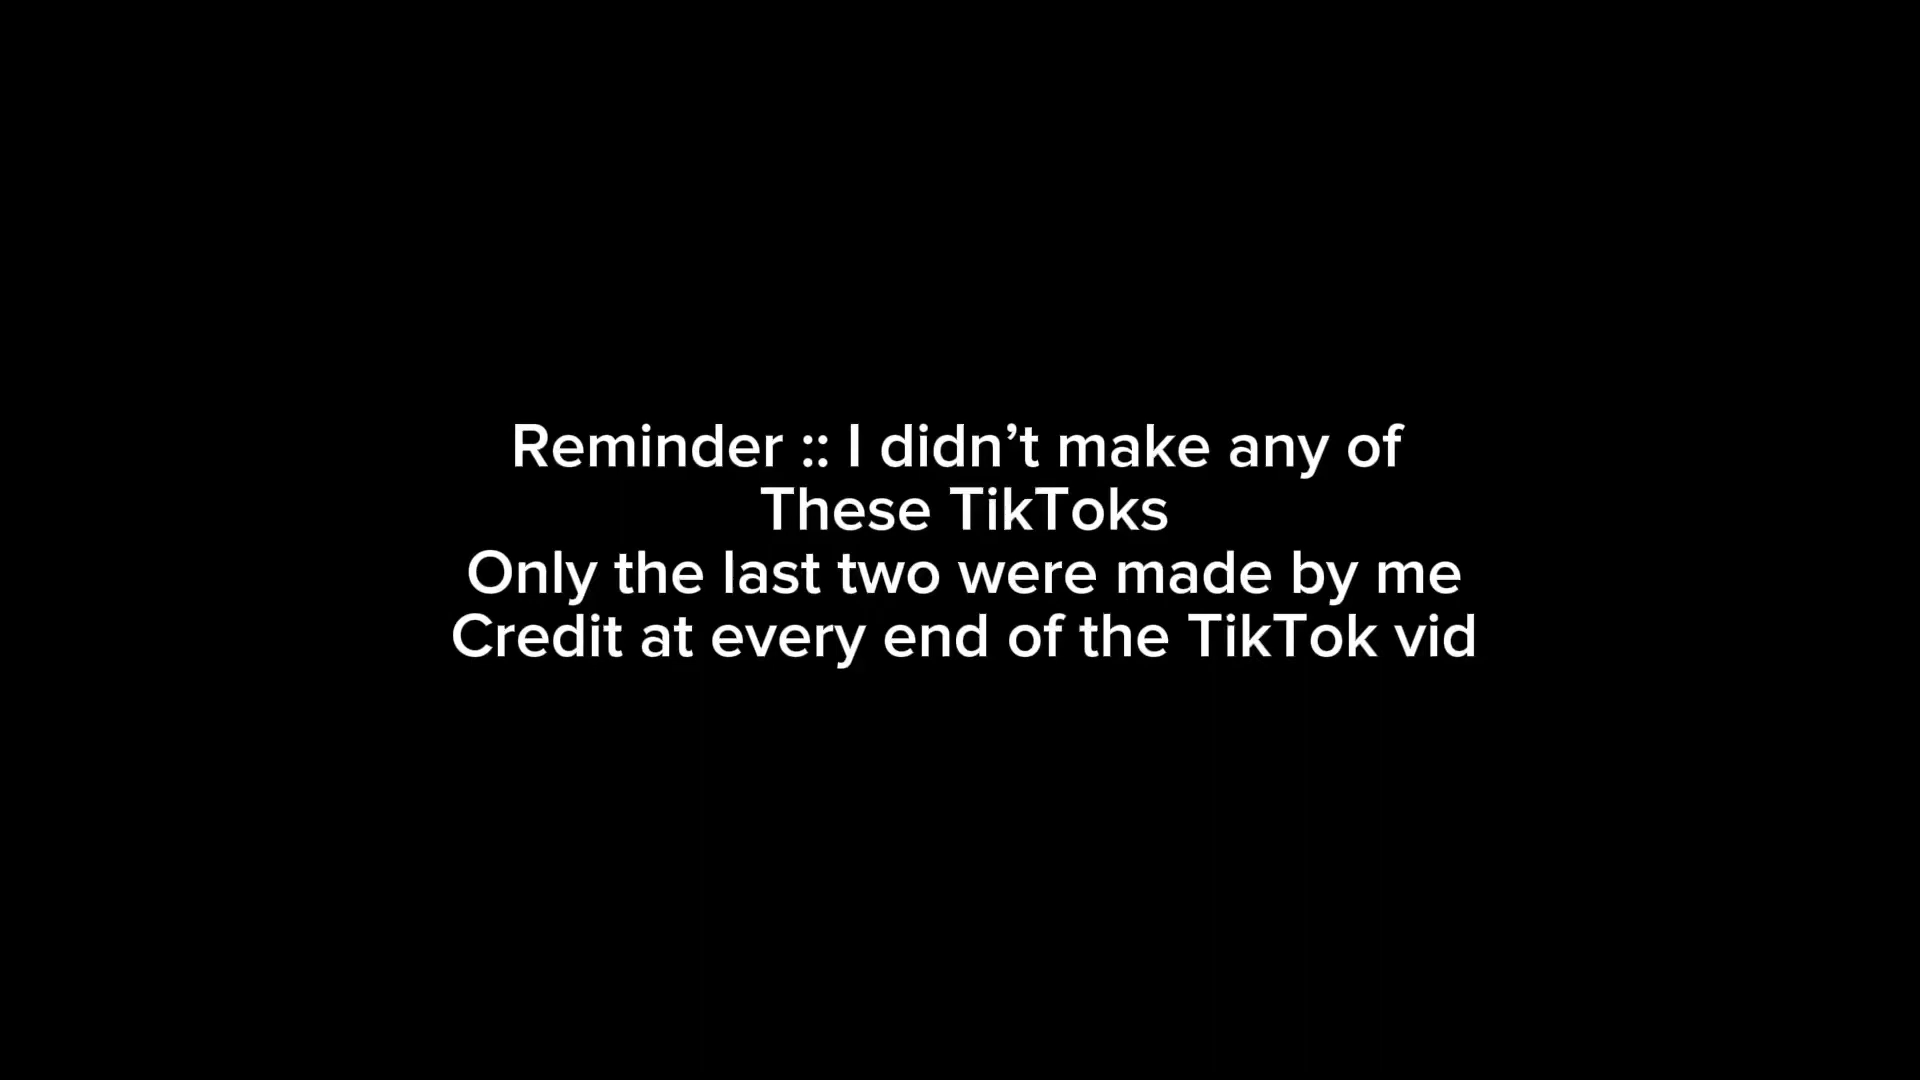 Reminder :: I didn’t make any of
These TikToks
Only the last two were made by me
Credit at every end of the TikTok vid